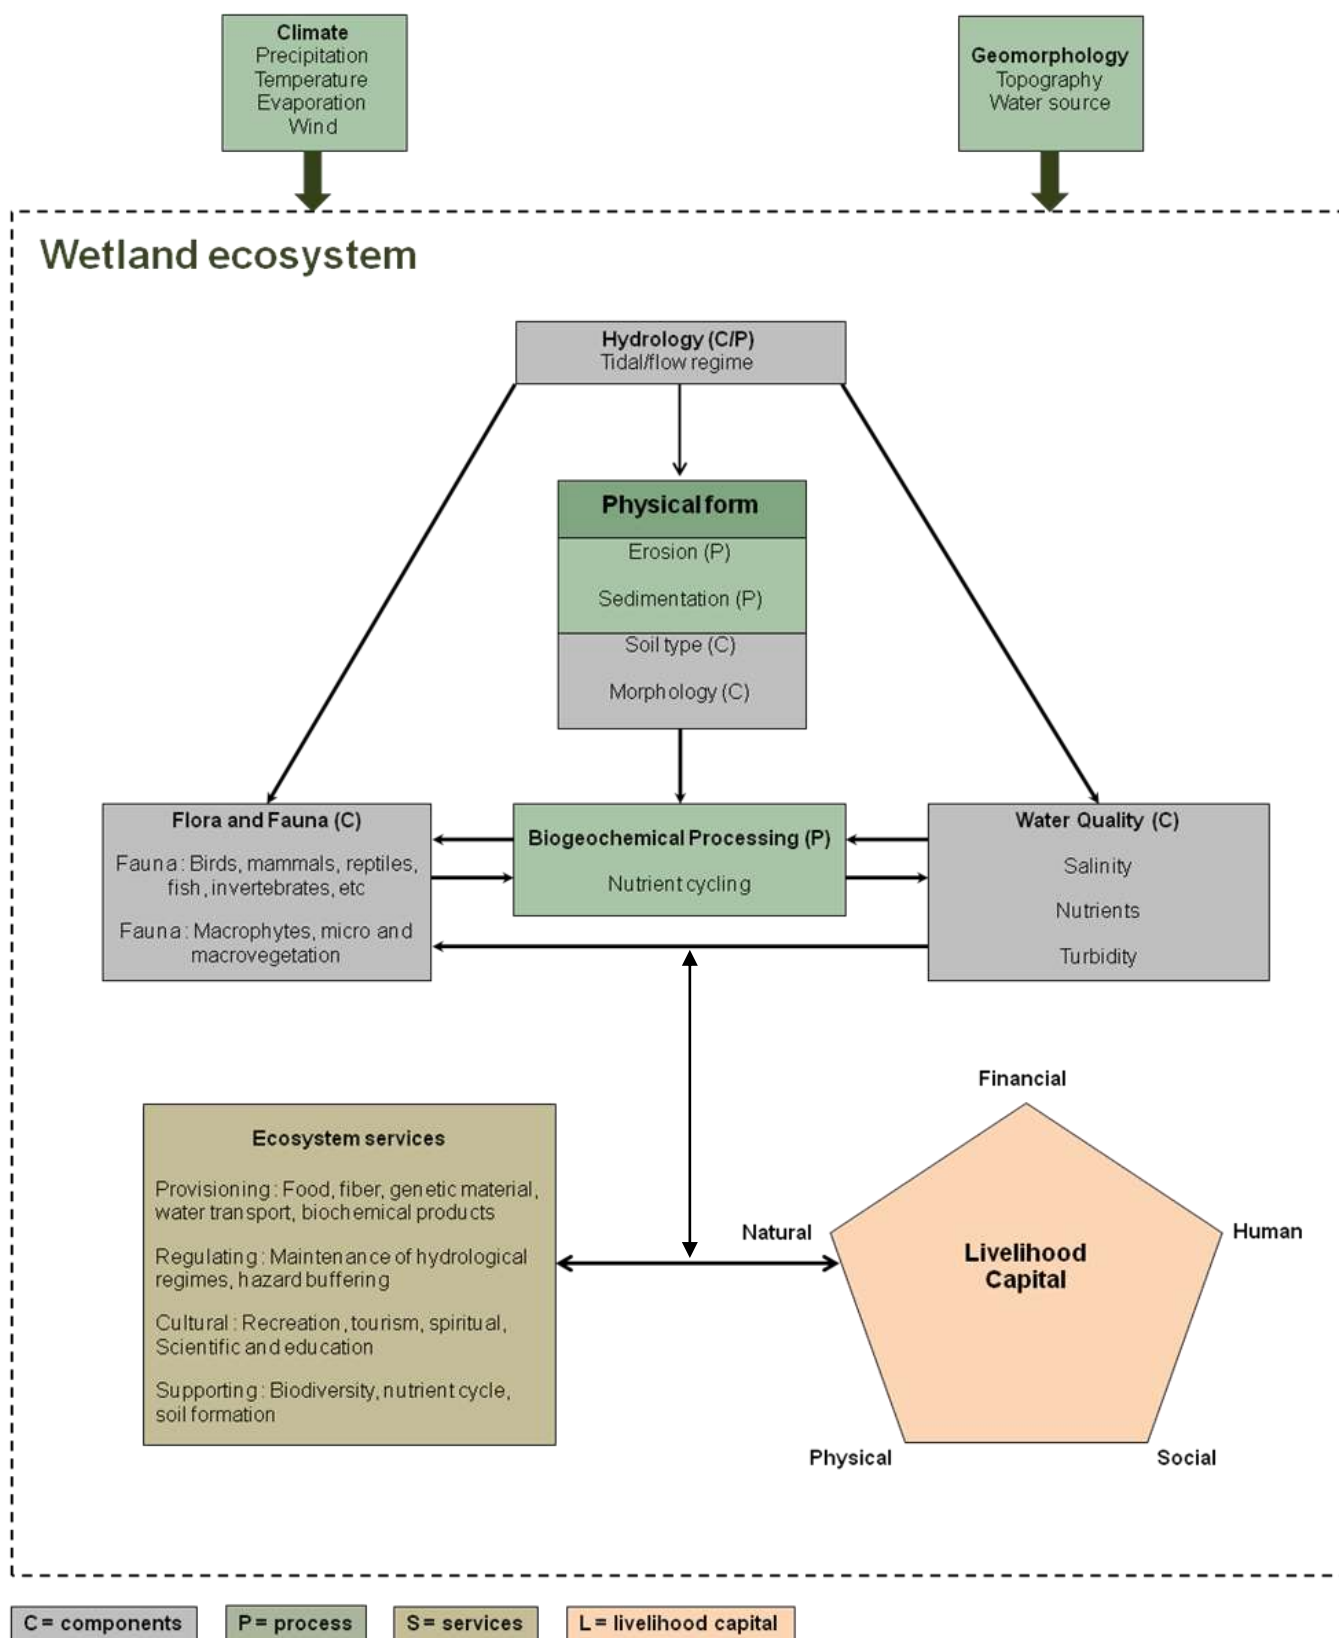 Climate
Precipitation
Temperature
Evaporation
Wind
Geomorphology
Topography
Water source
Wetland ecosystem
Hydrology (C/P)
Tidal/flow regime
Physical form
Erosion (P)
Sedimentation (P)
Soil type (C)
Morphology (C)
Flora and Fauna (C)
Fauna: Birds, mammals, reptiles,
fish, invertebrates, etc
Fauna: Macrophytes, micro and
macrovegetation
Biogeochemical Processing (P)
Nutrient cycling
Water Quality (C)
Salinity
Nutrients
Turbidity
Ecosystem services
Provisioning: Food, fiber, genetic material,
water transport, biochemical products
Regulating: Maintenance of hydrological
regimes, hazard buffering
Cultural: Recreation, tourism, spiritual,
Scientific and education
Supporting: Biodiversity, nutrient cycle,
soil formation
Financial
Natural
Human
Livelihood
Capital
Physical
Social
C = components
P = process
S = services
L = livelihood capital